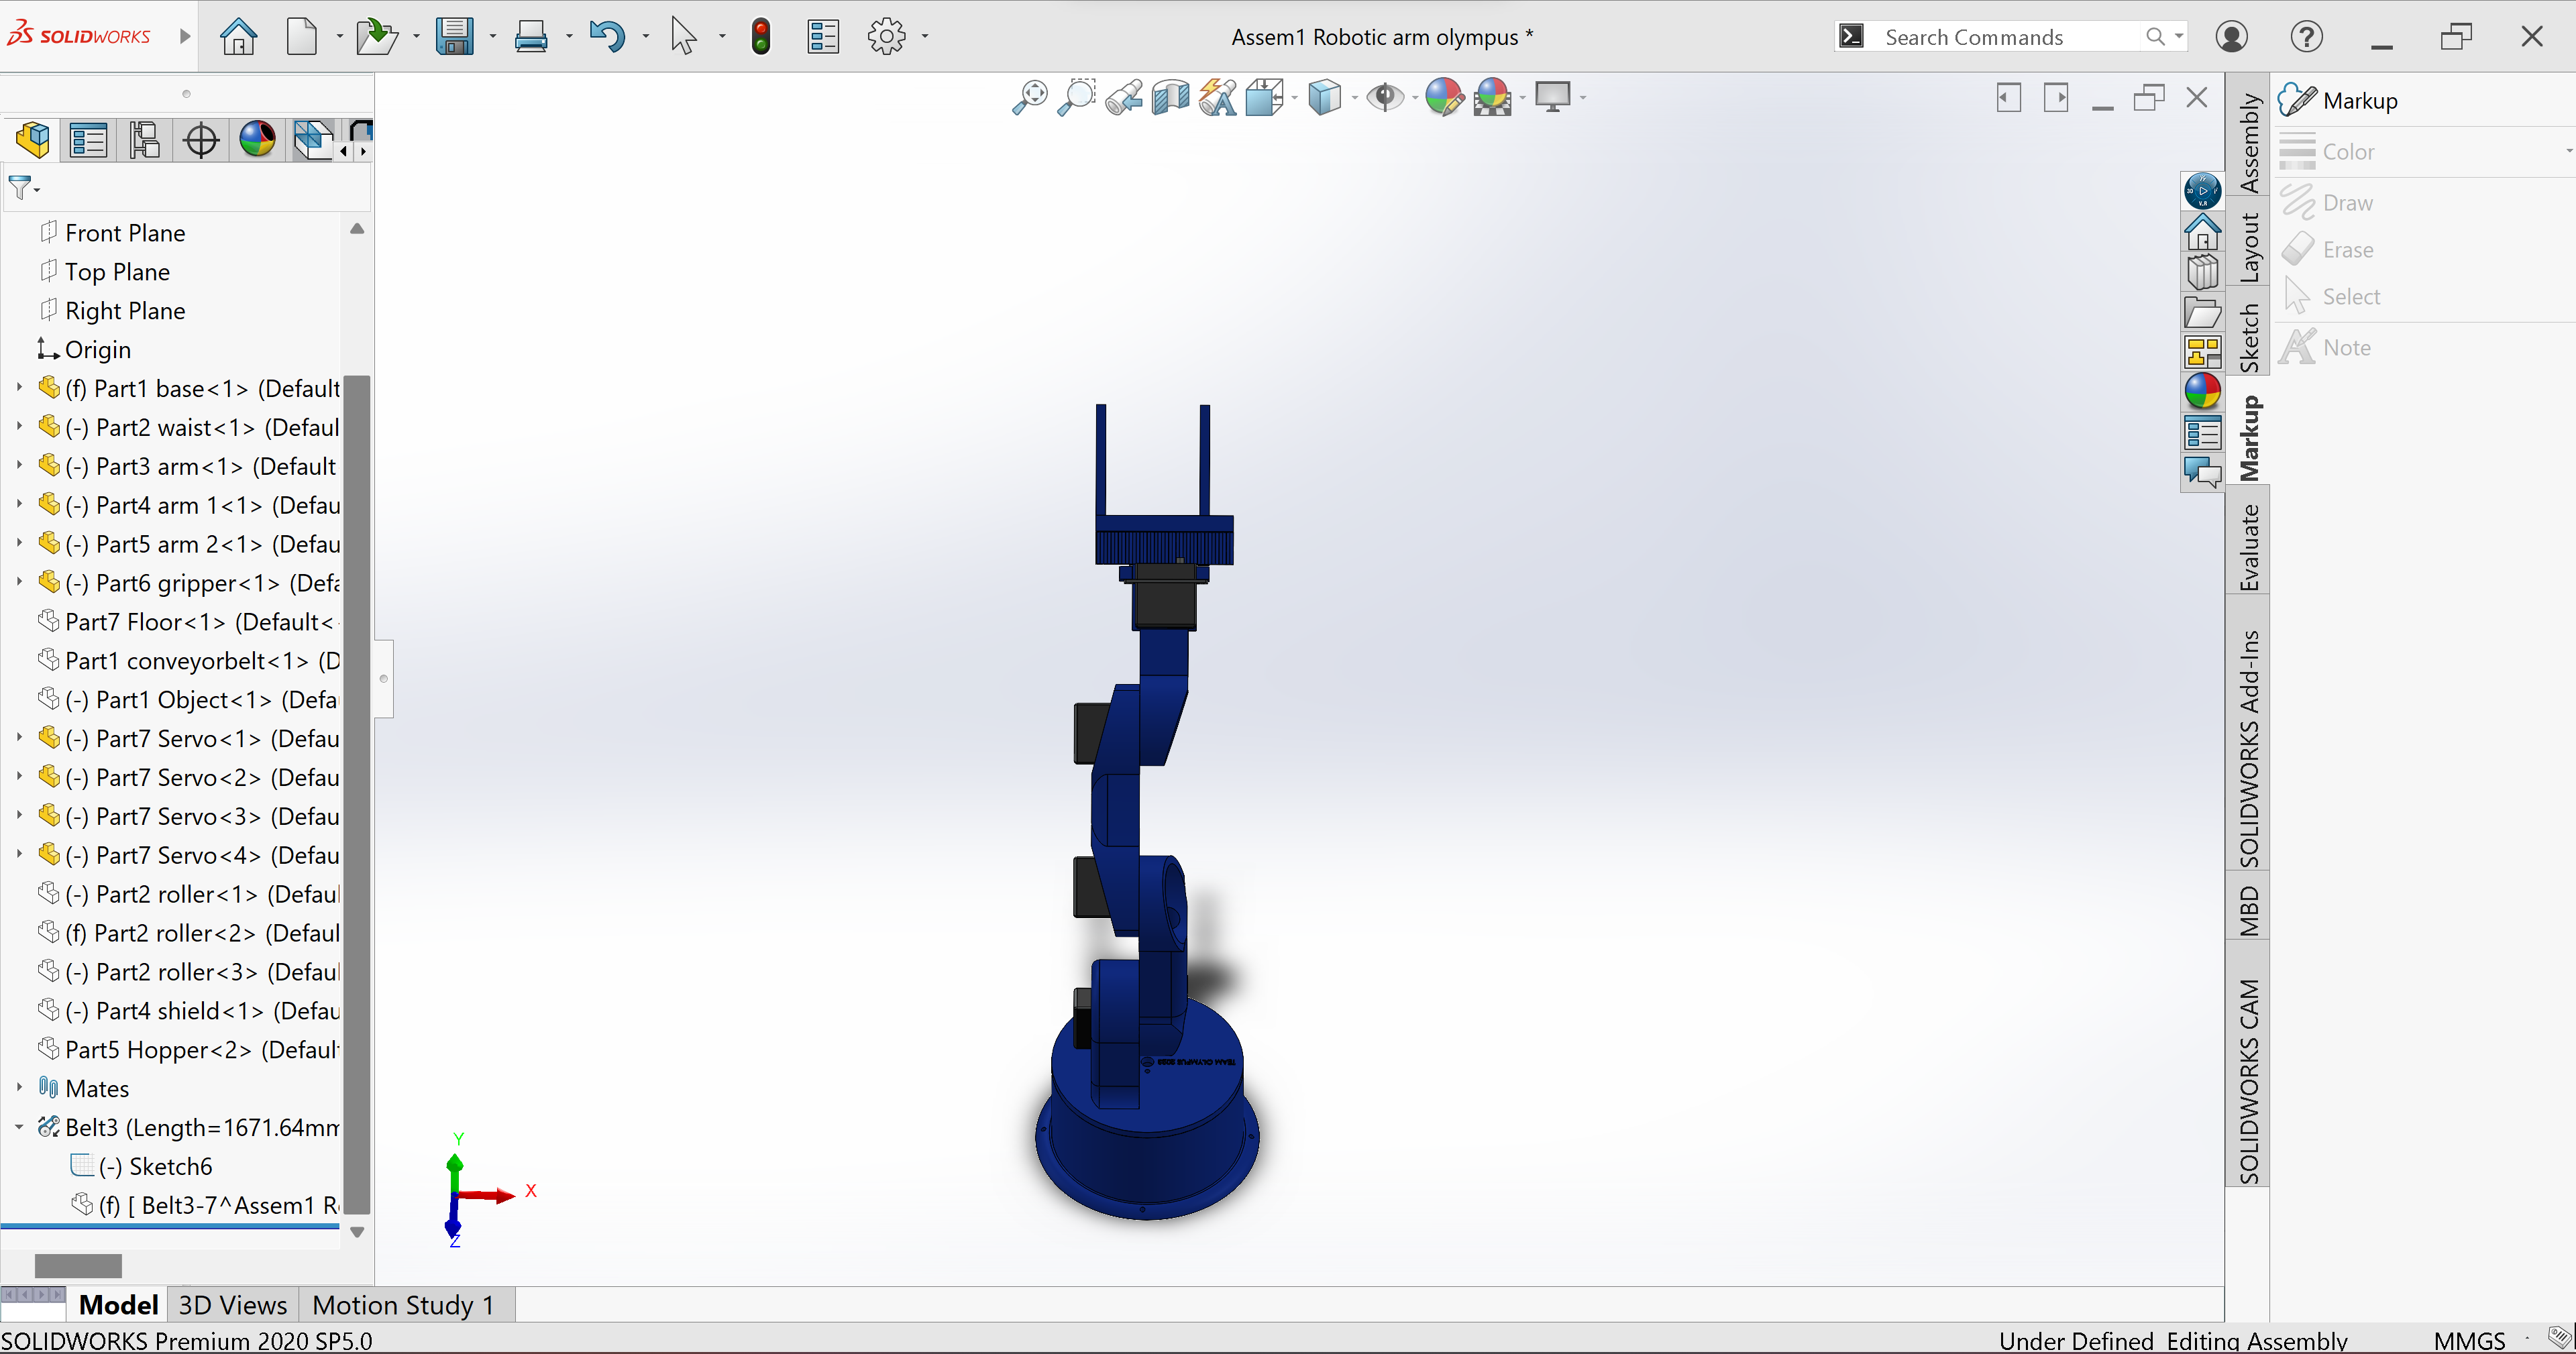 SOLIDWORKS
Assem1 Robotic arm olympus *
Search Commands
Front Plane
Top Plane
Right Plane
Origin
(f) Part1 base<1> (Default
(-) Part2 waist<1> (Defaul
(-) Part3 arm<1> (Default
(-) Part4 arm 1<1> (Defau
(-) Part5 arm 2<1> (Defau
(-) Part6 gripper<1> (Defa
Part7 Floor<1> (Default<
Part1 conveyorbelt<1> (D
(-) Part1 Object<1> (Defa
(-) Part7 Servo<1> (Defau
(-) Part7 Servo<2> (Defau
(-) Part7 Servo<3> (Defau
(-) Part7 Servo<4> (Defau
(-) Part2 roller<1> (Defaul
(f) Part2 roller<2> (Defaul
(-) Part2 roller<3> (Defaul
(-) Part4 shield<1> (Defau
Part5 Hopper<2> (Default
Mates
Belt3 (Length=1671.64mm
(-) Sketch6
(f) [ Belt3-7^Assem1 R
Y
X
Z
Assembly
Layout
Sketch
Markup
Evaluate
SOLIDWORKS Add-Ins
MBD
SOLIDWORKS CAM
Markup
Color
Draw
Erase
Select
Note
Model
3D Views
Motion Study 1
SOLIDWORKS Premium 2020 SP5.0
Under Defined
Editing Assembly
MMGS